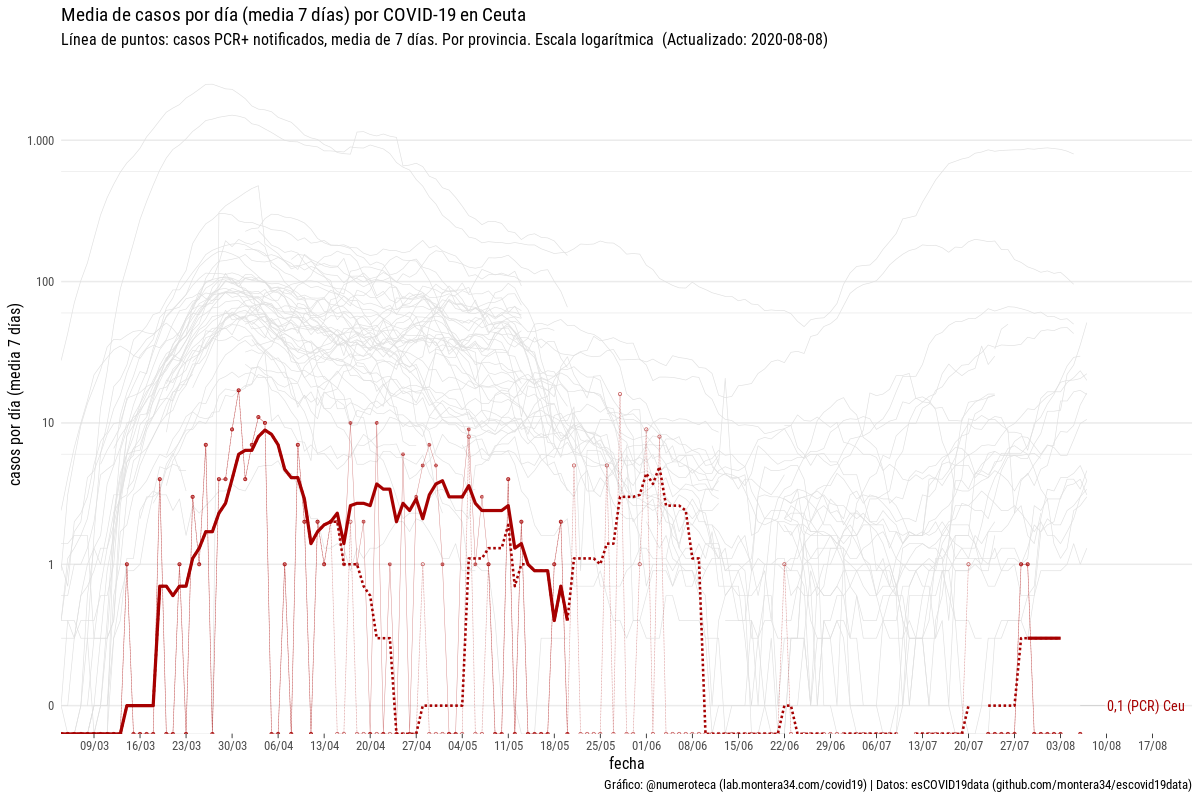 Media de casos por día (media 7 días) por COVID-19 en Ceuta
Línea de puntos: casos PCR+ notificados, media de 7 días. Por provincia. Escala logarítmica (Actualizado: 2020-08-08)
casos por día (media 7 días)
1.000
100
10
1
0
0,1 (PCR) Ceu
09/03 16/03 23/03 30/03 06/04 13/04 20/04 27/04 04/05 11/05 18/05 25/05 01/06 08/06 15/06 22/06 29/06 06/07 13/07 20/07 27/07 03/08 10/08 17/08
fecha
Gráfico: @numeroteca (lab.montera34.com/covid19) | Datos: esCOVID19data (github.com/montera34/escovid19data)